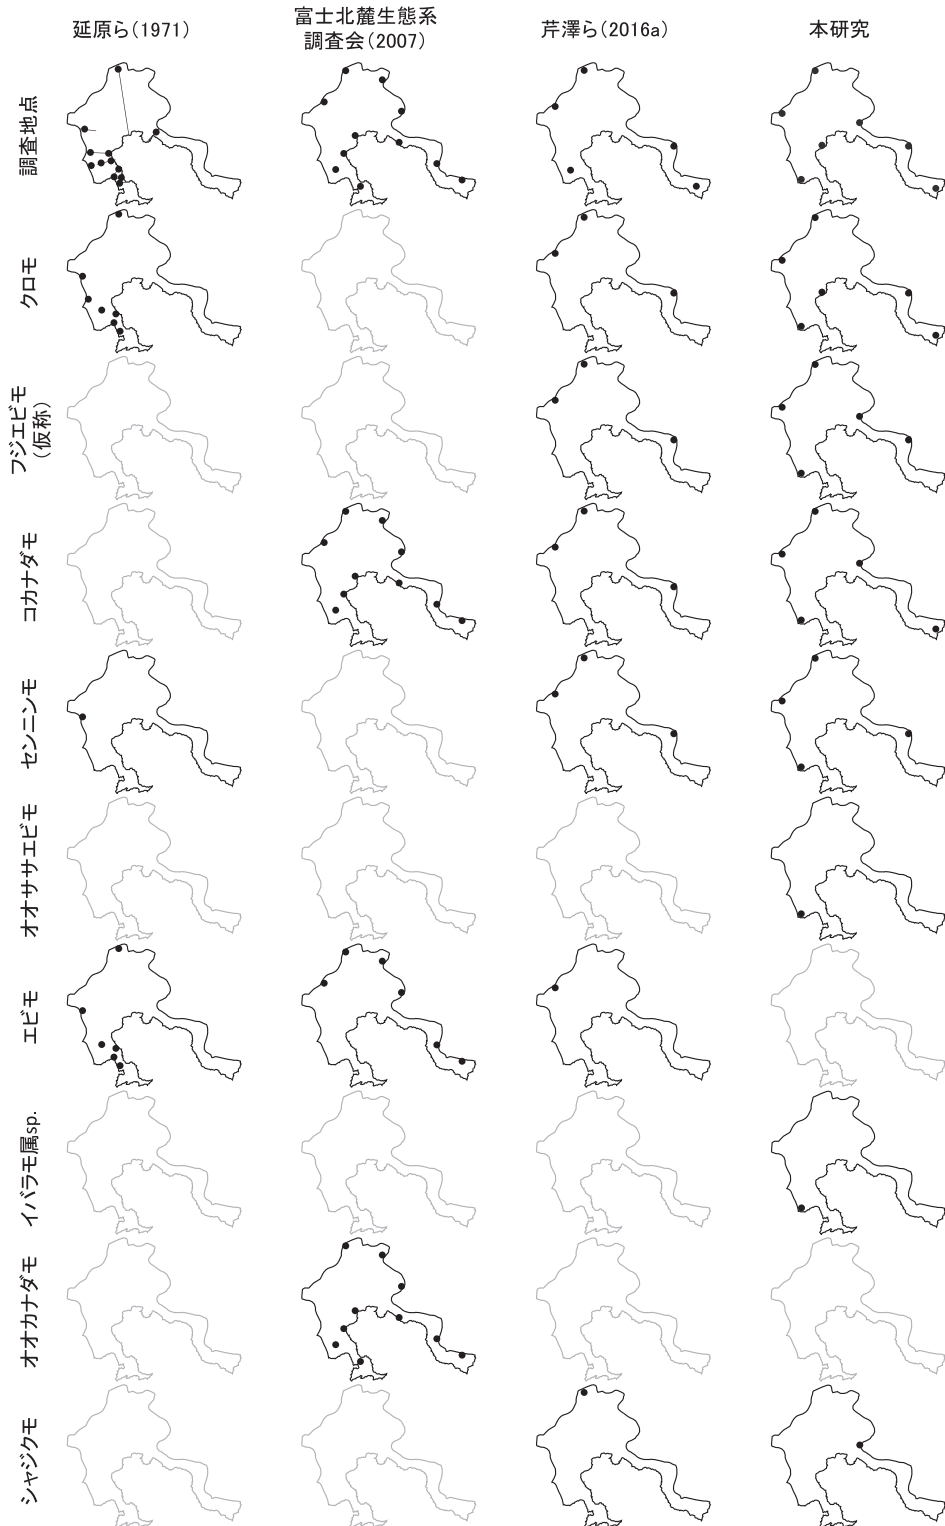 延原ら(1971)
富士北麓生態系
調査会(2007)
芹澤ら(2016a)
本研究
調査地点
クロモ
フジエビモ
(仮称)
コカナダモ
センニンモ
オオササエビモ
エビモ
イバラモ属sp.
オオカナダモ
シャジクモ